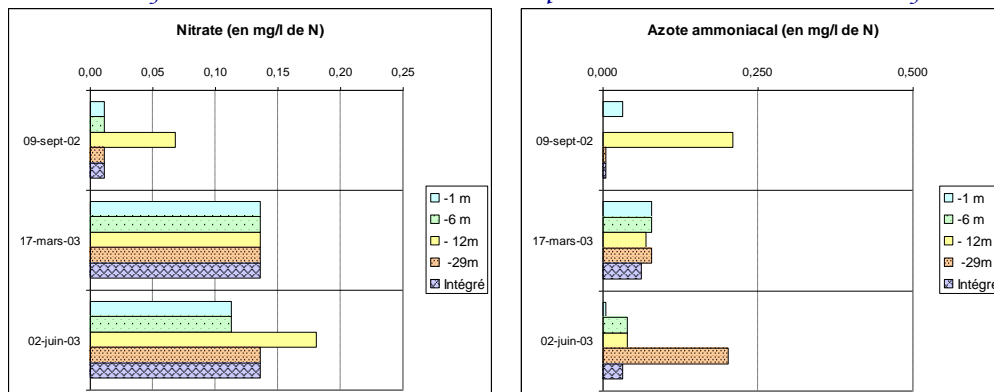 Nitrate (en mg/l de N)
0,00 0,05 0,10 0,15 0,20 0,25
09-sept-02
17-mars-03
02-juin-03
-1 m
-6 m
- 12m
-29m
Intégré
Azote ammoniacal (en mg/l de N)
0,000 0,250 0,500
09-sept-02
17-mars-03
02-juin-03
-1 m
-6 m
- 12m
-29m
Intégré